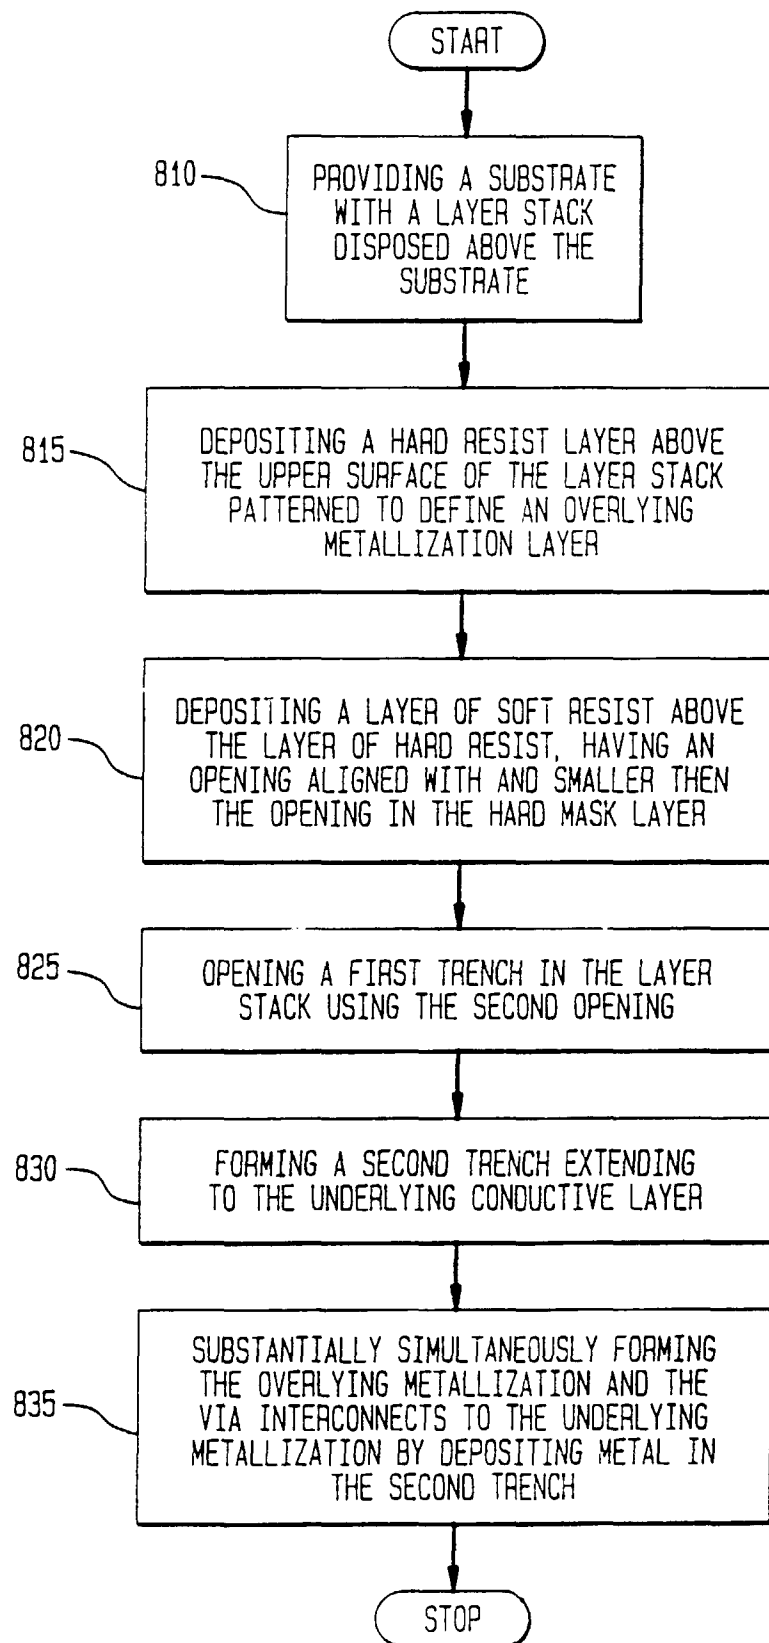 START
810
PROVIDING A SUBSTRATE
WITH A LAYER STACK
DISPOSED ABOVE THE
SUBSTRATE
815
DEPOSITING A HARD RESIST LAYER ABOVE
THE UPPER SURFACE OF THE LAYER STACK
PATTERNED TO DEFINE AN OVERLYING
METALLIZATION LAYER
820
DEPOSITING A LAYER OF SOFT RESIST ABOVE
THE LAYER OF HARD RESIST, HAVING AN
OPENING ALIGNED WITH AND SMALLER THEN
THE OPENING IN THE HARD MASK LAYER
825
OPENING A FIRST TRENCH IN THE LAYER
STACK USING THE SECOND OPENING
830
FORMING A SECOND TRENCH EXTENDING
TO THE UNDERLYING CONDUCTIVE LAYER
835
SUBSTANTIALLY SIMULTANEOUSLY FORMING
THE OVERLYING METALLIZATION AND THE
VIA INTERCONNECTS TO THE UNDERLYING
METALLIZATION BY DEPOSITING METAL IN
THE SECOND TRENCH
STOP